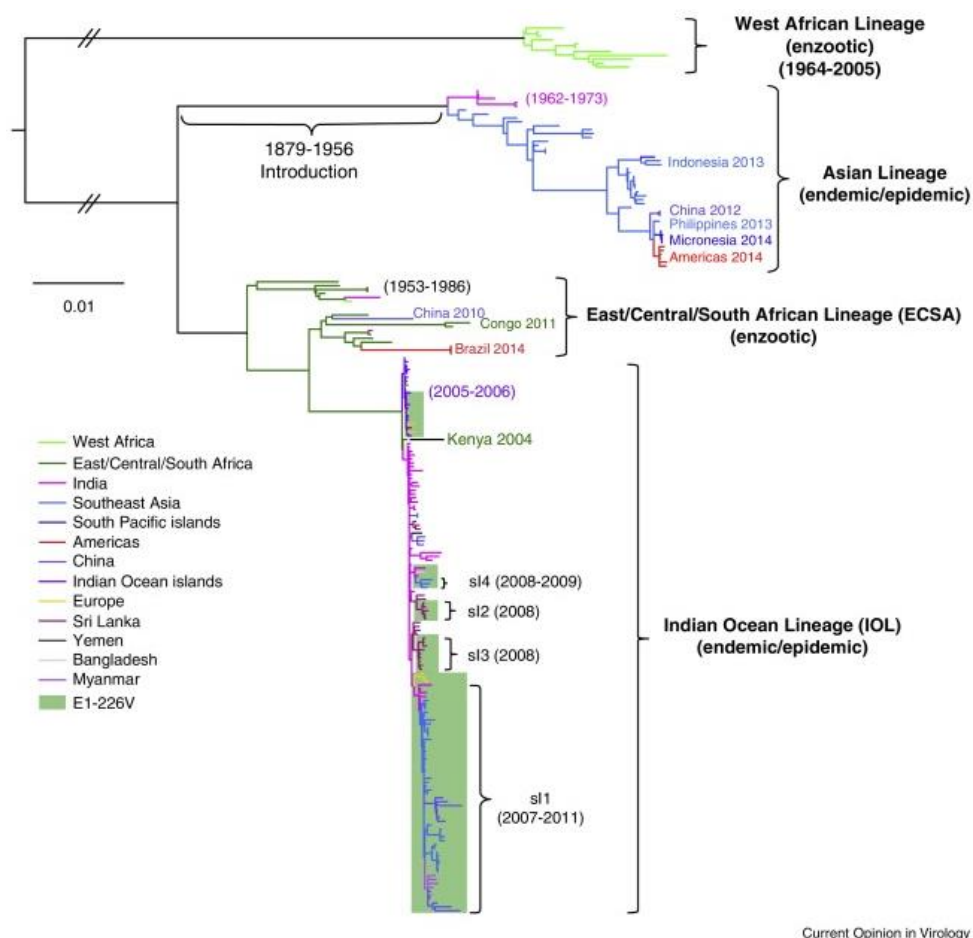 West African Lineage
(enzootic)
(1964-2005)
(1962-1973)
1879-1956
Introduction
Indonesia 2013
Asian Lineage
(endemic/epidemic)
China 2012
Philippines 2013
Micronesia 2014
Americas 2014
0.01
(1953-1986)
China 2010
Congo 2011
East/Central/South African Lineage (ECSA)
(enzootic)
Brazil 2014
(2005-2006)
Kenya 2004
West Africa
East/Central/South Africa
India
Southeast Asia
South Pacific islands
Americas
China
Indian Ocean islands
Europe
Sri Lanka
Yemen
Bangladesh
Myanmar
E1-226V
sl4 (2008-2009)
sl2 (2008)
sl3 (2008)
Indian Ocean Lineage (IOL)
(endemic/epidemic)
sl1
(2007-2011)
Current Opinion in Virology